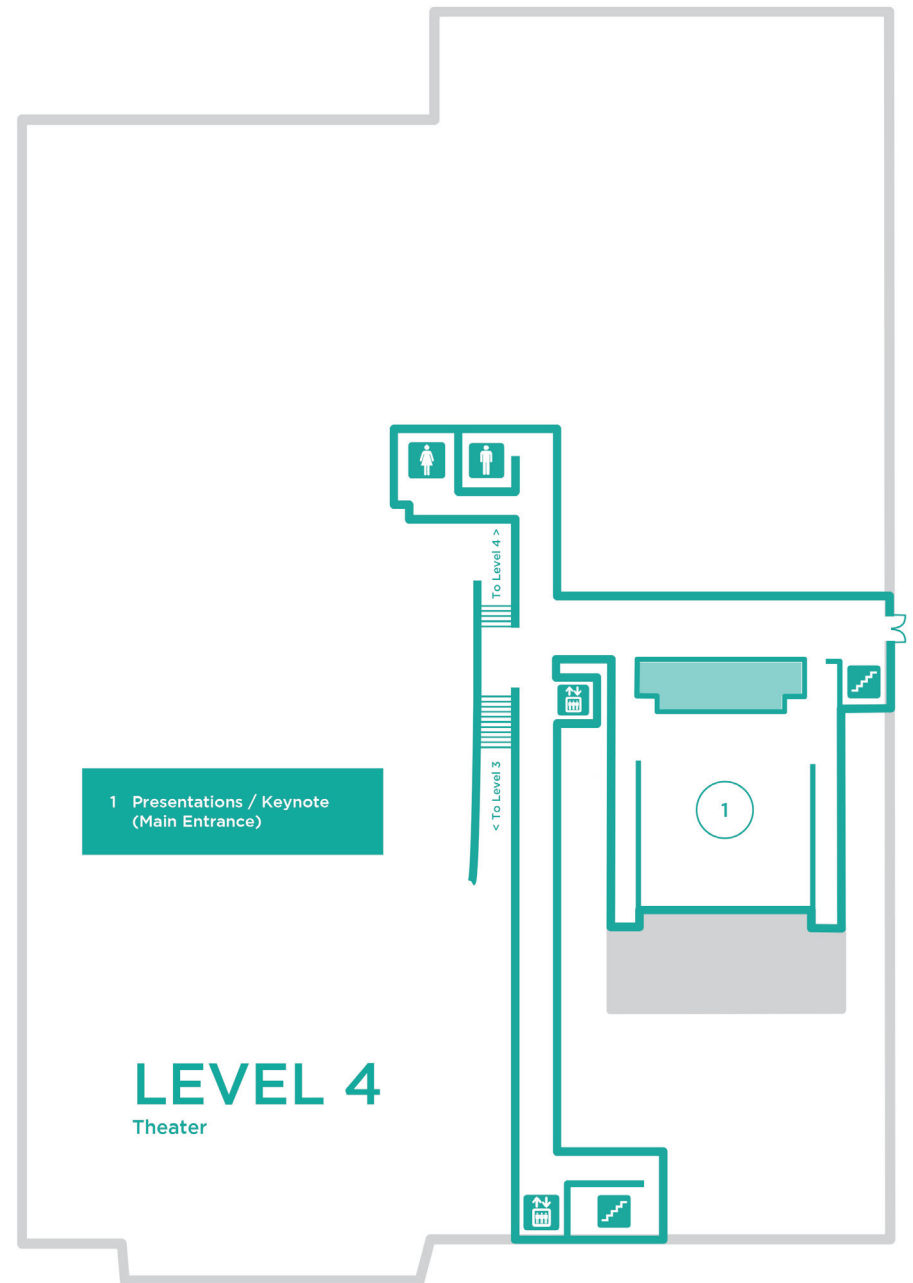 To Level 4 >
< To Level 3
1 Presentations / Keynote
(Main Entrance)
1
LEVEL 4
Theater